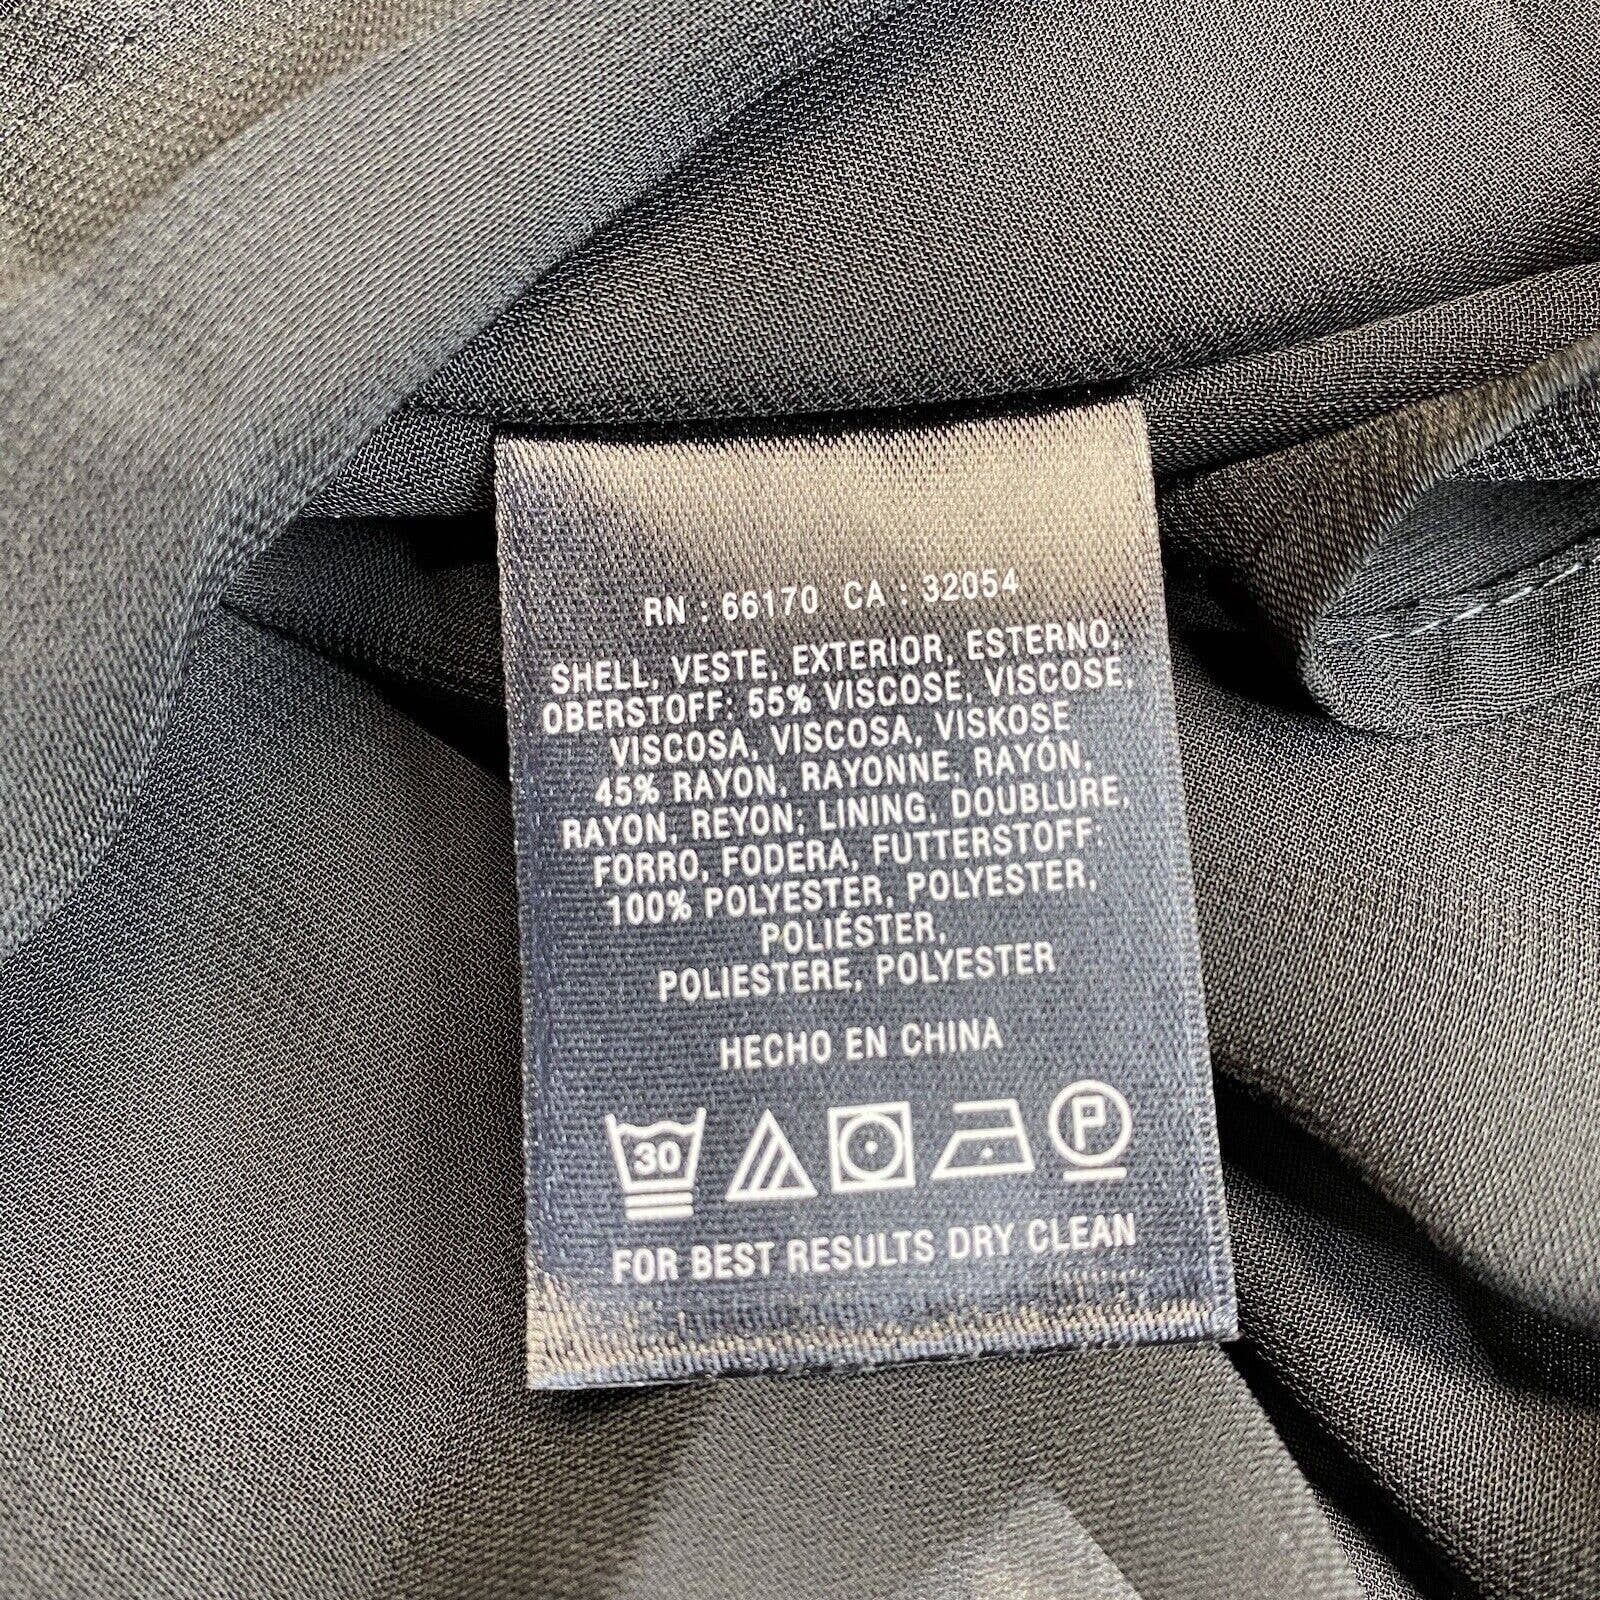 RN : 66170 CA : 32054
SHELL, VESTE, EXTERIOR, ESTERNO,
OBERSTOFF: 55% VISCOSE, VISCOSE,
VISCOSA, VISCOSA, VISKOSE
45% RAYON, RAYONNE, RAYÓN,
RAYON, REYON; LINING, DOUBLURE,
FORRO, FODERA, FUTTERSTOFF:
100% POLYESTER, POLYESTER,
POLIÉSTER,
POLIESTERE, POLYESTER
HECHO EN CHINA
30 P
FOR BEST RESULTS DRY CLEAN